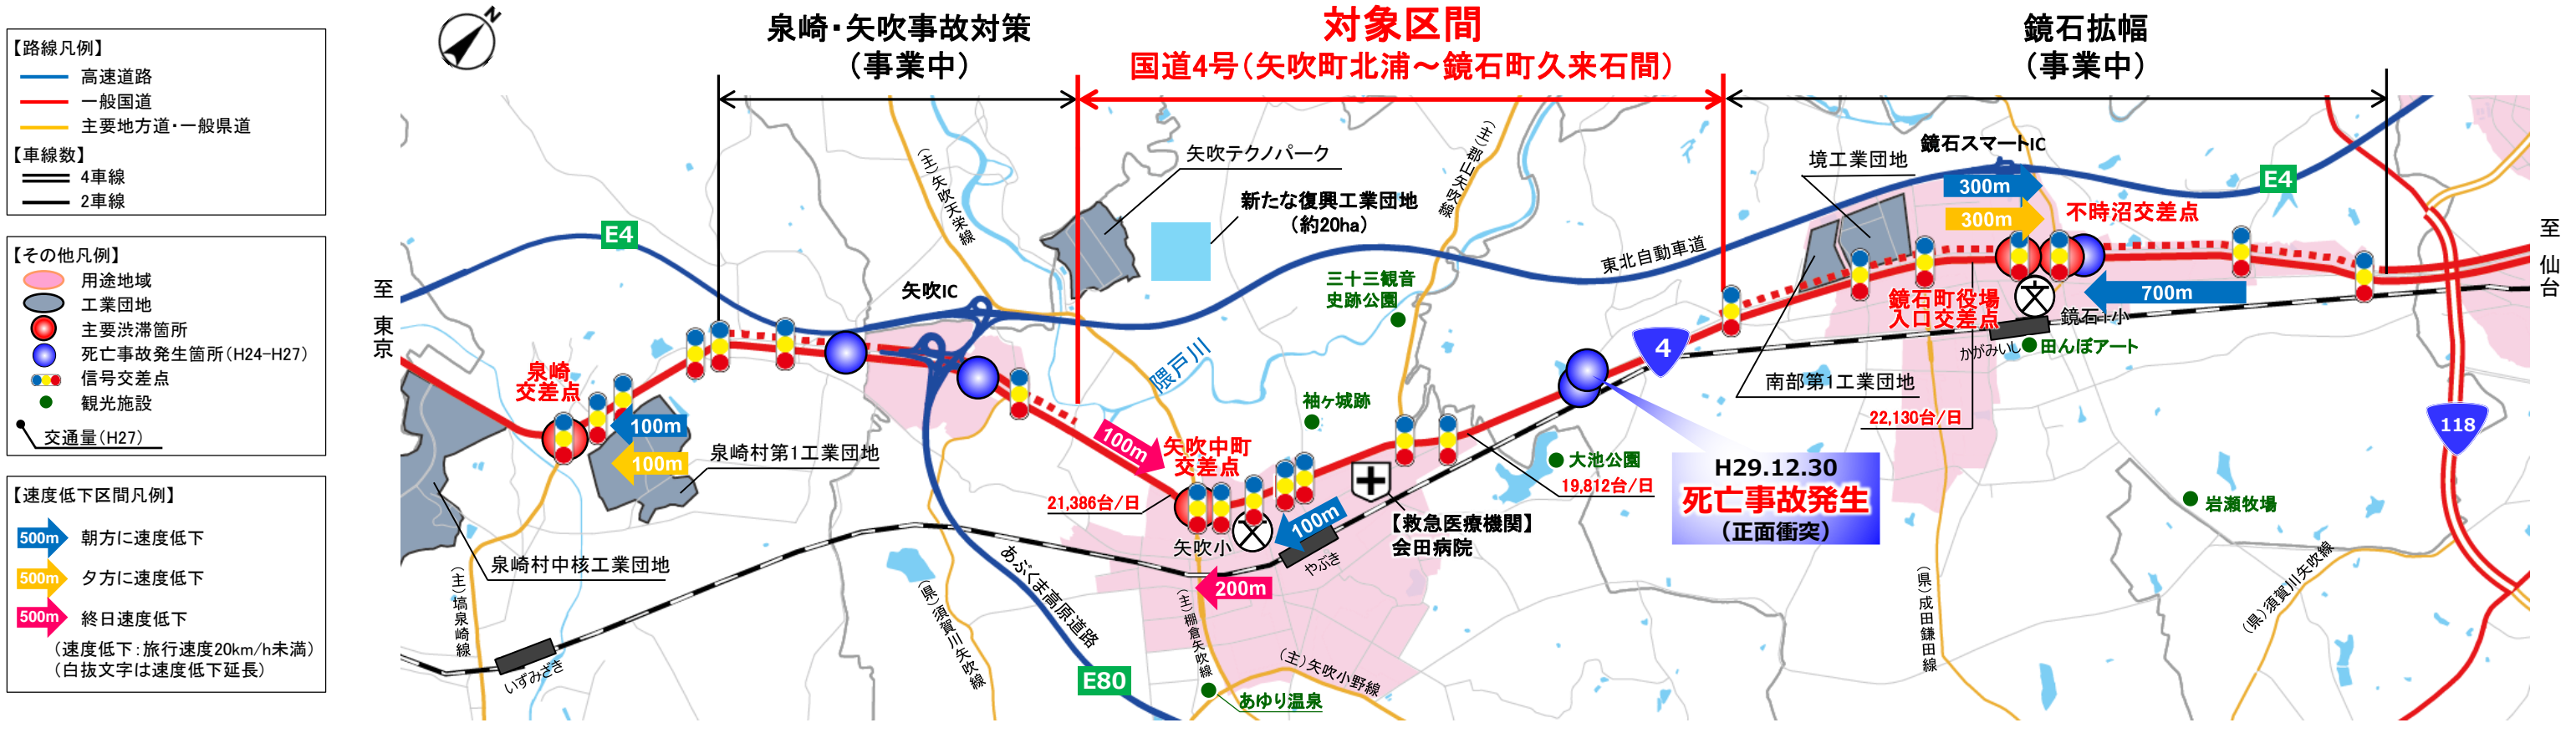 【路線凡例】
高速道路
一般国道
主要地方道・一般県道
【車線数】
4車線
2車線
【その他凡例】
用途地域
工業団地
主要渋滞箇所
死亡事故発生箇所(H24-H27)
信号交差点
観光施設
交通量(H27)
【速度低下区間凡例】
500m 朝方に速度低下
500m 夕方に速度低下
500m 終日速度低下
(速度低下:旅行速度20km/h未満)
(白抜文字は速度低下延長)
N
泉崎・矢吹事故対策
(事業中)
対象区間
国道4号(矢吹町北浦～鏡石町久来石間)
鏡石拡幅
(事業中)
至
東京
至
仙台
E4
(主)矢吹天栄線
矢吹テクノパーク
新たな復興工業団地
(約20ha)
(主)郡山矢吹線
境工業団地
鏡石スマートIC
E4
300m
300m
不時沼交差点
東北自動車道
三十三観音
史跡公園
矢吹IC
隈戸川
鏡石町役場
入口交差点
700m
鏡石一小
かがみいし
田んぼアート
4
南部第1工業団地
22,130台/日
118
泉崎
交差点
100m
100m
泉崎村第1工業団地
泉崎村中核工業団地
100m
矢吹中町
交差点
21,386台/日
袖ヶ城跡
大池公園
19,812台/日
H29.12.30
死亡事故発生
(正面衝突)
岩瀬牧場
矢吹小
100m
やぶき
【救急医療機関】
会田病院
200m
(主)塙泉崎線
いずみざき
(県)須賀川矢吹線
あぶくま高原道路
E80
(主)棚倉矢吹線
(主)矢吹小野線
あゆり温泉
(県)成田鎌田線
(県)須賀川矢吹線